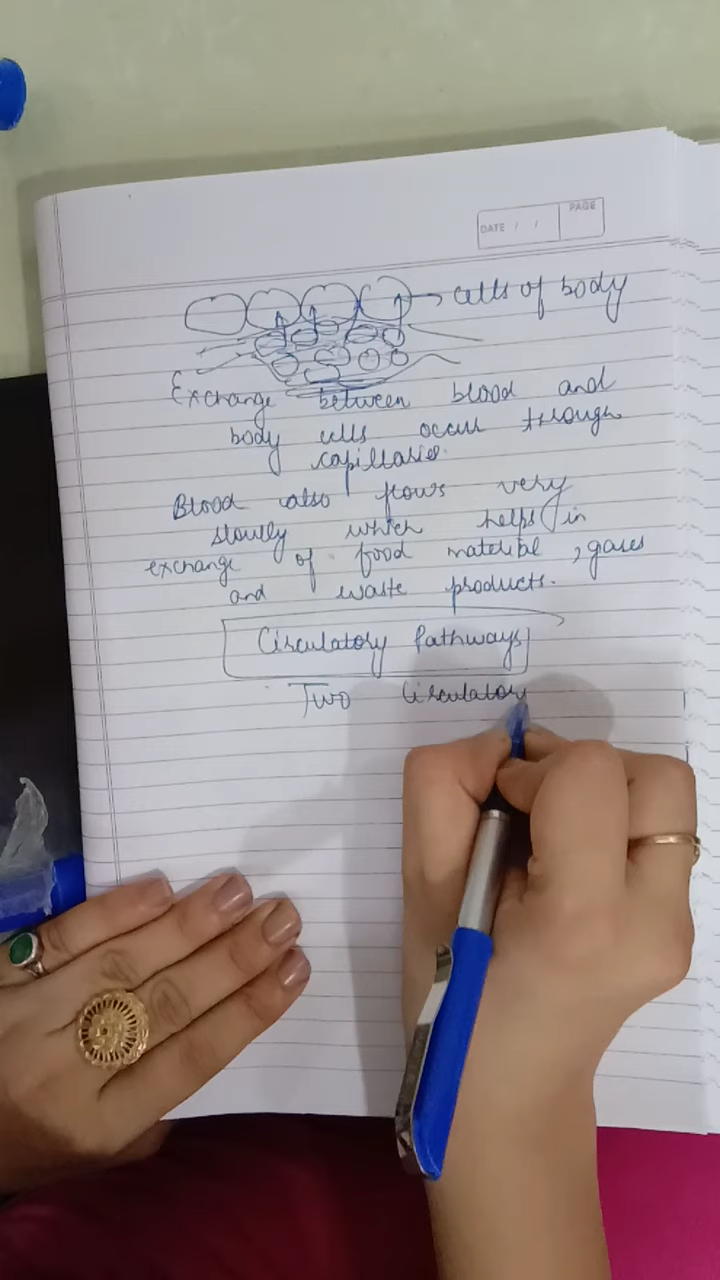 DATE / / PAGE
cells of body
Exchange between blood and
body cells occur through
capillaries.
Blood also flows very
slowly which helps in
exchange of food material, gases
and waste products.
Circulatory Pathways
Two Circulatory